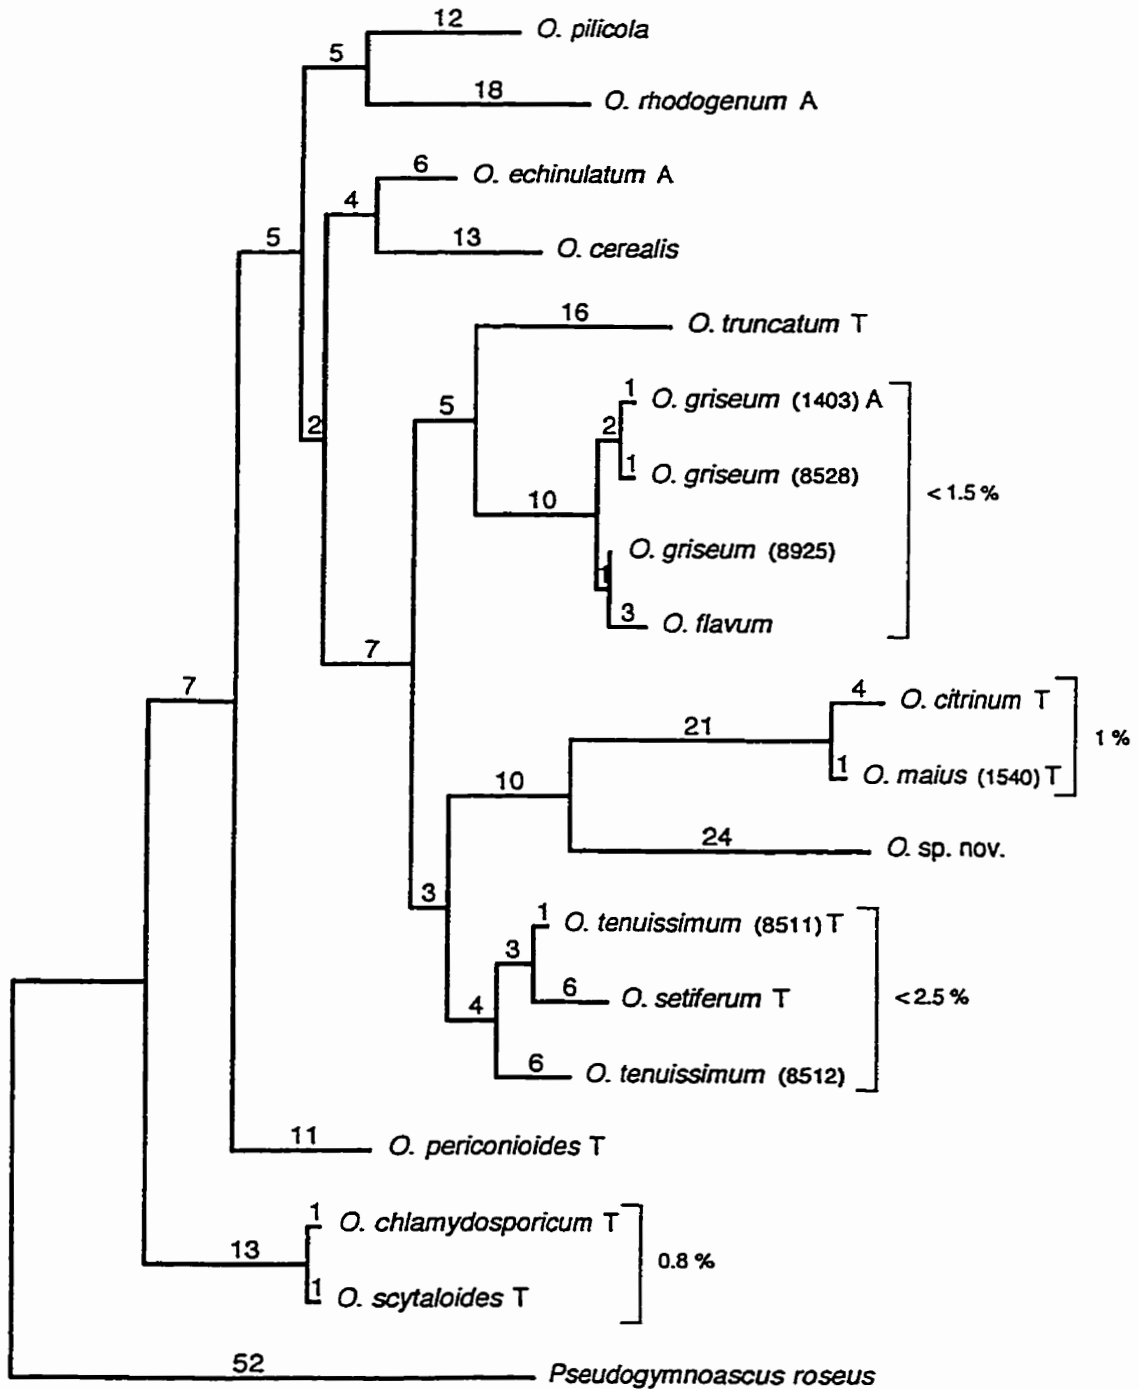 12
O. pilicola
5
18
O. rhodogenum A
6
O. echinulatum A
4
5
13
O. cerealis
16
O. truncatum T
1
O. griseum (1403) A
5
2
2
1
O. griseum (8528)
10
< 1.5 %
O. griseum (8925)
1
3
O. flavum
7
7
4
O. citrinum T
21
1 %
1
O. maius (1540) T
10
24
O. sp. nov.
3
1
O. tenuissimum (8511) T
3
6
O. setiferum T
< 2.5 %
4
6
O. tenuissimum (8512)
11
O. periconioides T
1
O. chlamydosporicum T
13
0.8 %
1
O. scytaloides T
52
Pseudogymnoascus roseus